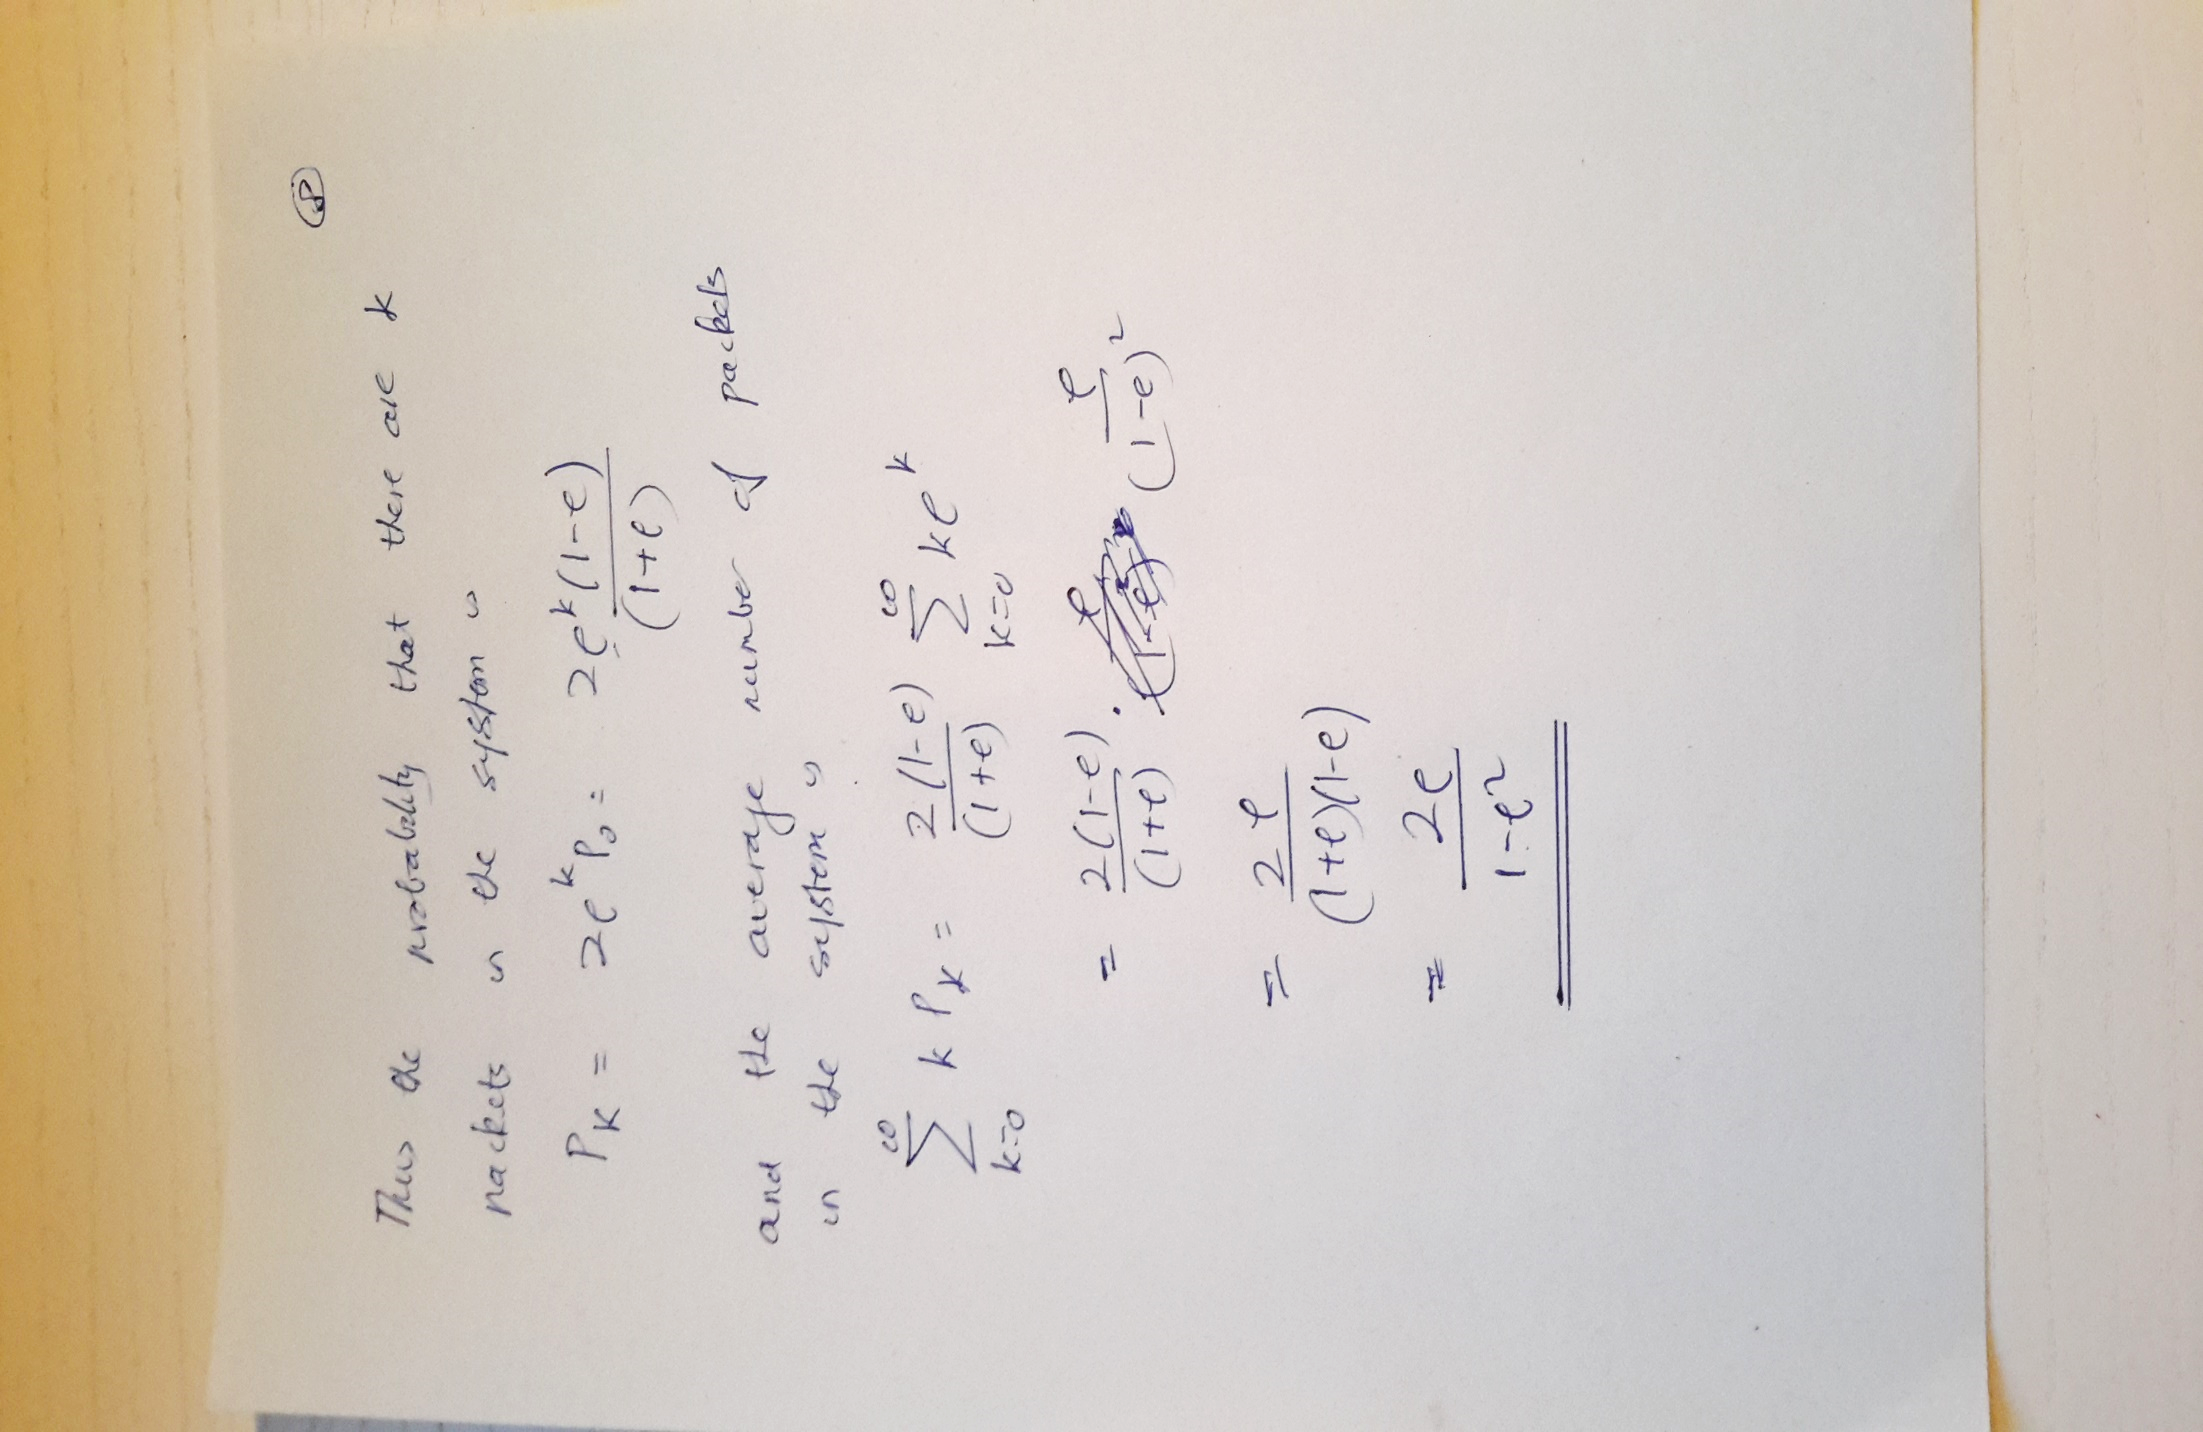 ⑧
Thus the probability that there are k
packets in the system is
P_K = 2ρ^k P_0 = 2ρ^k (1-ρ) / (1+ρ)
and the average number of packets
in the system is
∑_{k=0}^{∞} k P_k = 2(1-ρ) / (1+ρ) ∑_{k=0}^{∞} kρ^k
= 2(1-ρ) / (1+ρ) · ρ / (1-ρ)^2
= 2ρ / (1+ρ)(1-ρ)
= 2ρ / 1-ρ^2